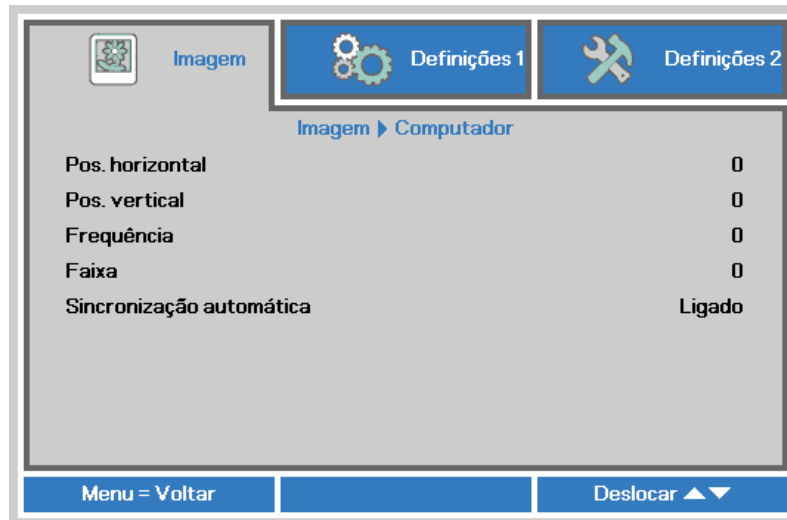 Imagem
Definições 1
Definições 2
Imagem ▶ Computador
Pos. horizontal 0
Pos. vertical 0
Frequência 0
Faixa 0
Sincronização automática Ligado
Menu = Voltar
Deslocar ▲▼